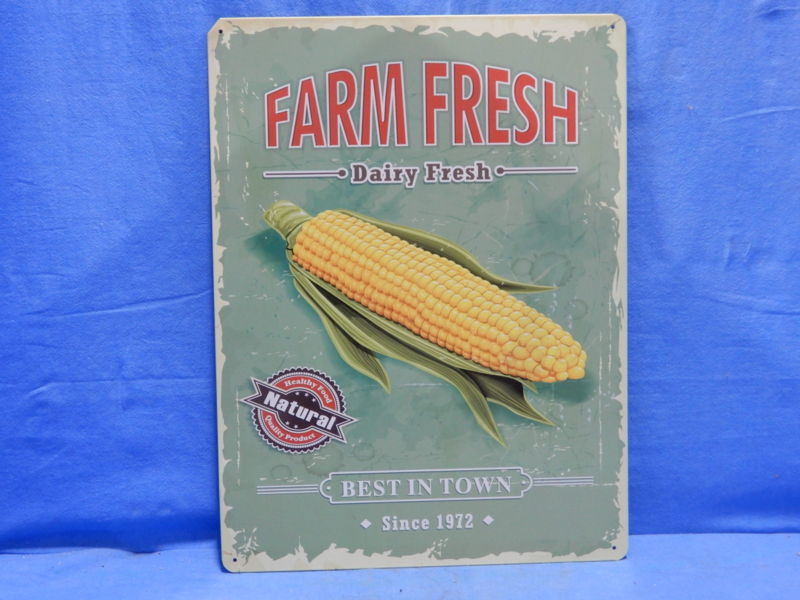 FARM FRESH
Dairy Fresh
Healthy Food
Natural
Quality Product
BEST IN TOWN
Since 1972